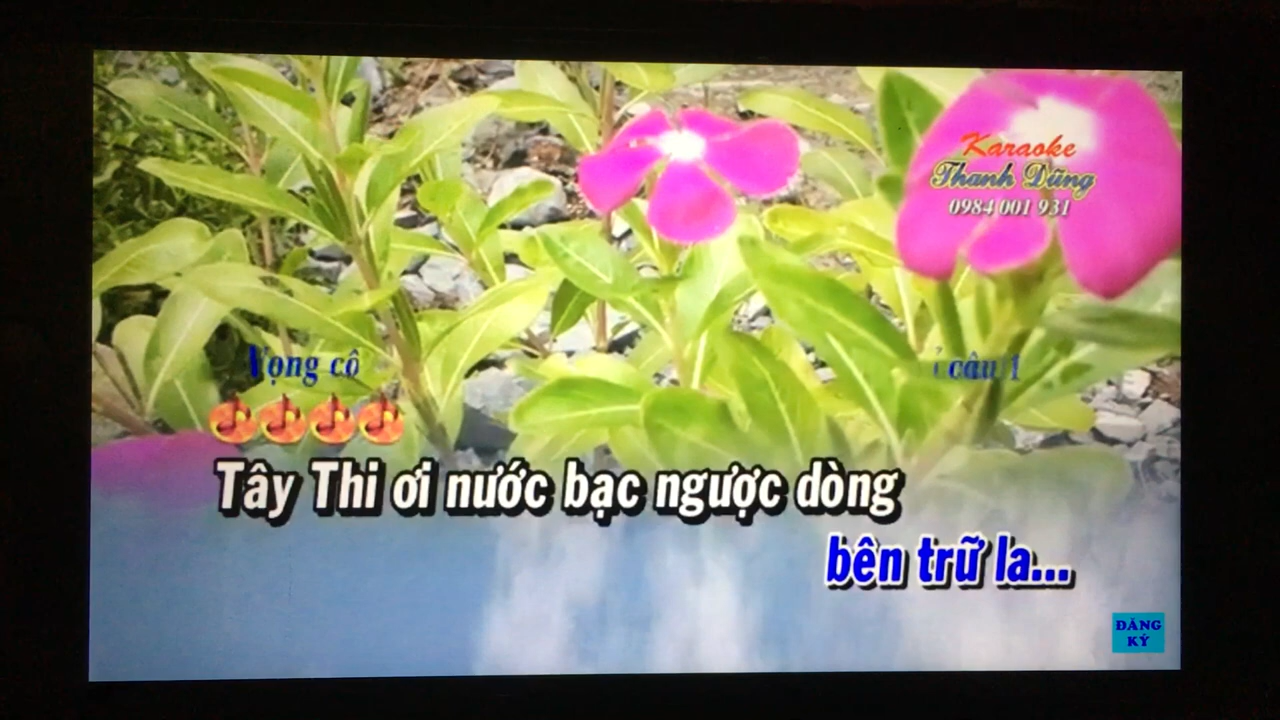 Karaoke
Thanh Dũng
0984 001 931
Vọng cổ
câu 1
Tây Thi ơi nước bạc ngược dòng
bên trữ la...
ĐĂNG
KÝ